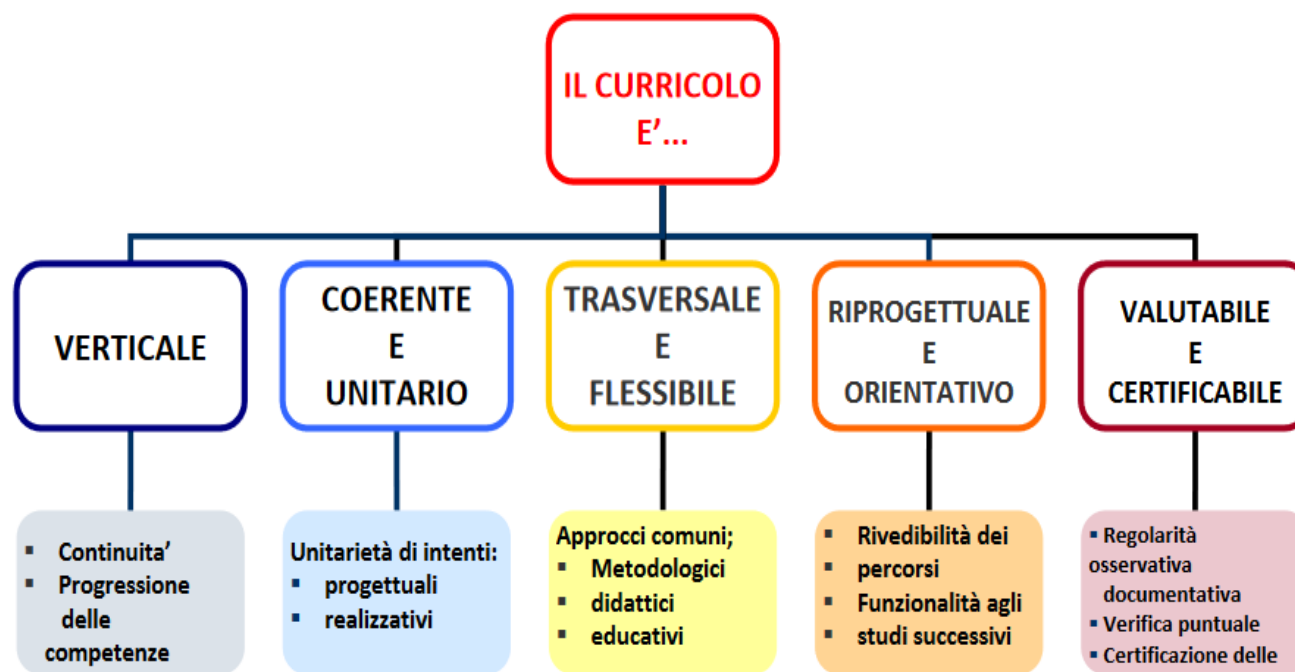 IL CURRICOLO
E'...
VERTICALE
COERENTE
E
UNITARIO
TRASVERSALE
E
FLESSIBILE
RIPROGETTUALE
E
ORIENTATIVO
VALUTABILE
E
CERTIFICABILE
▪ Continuita'
▪ Progressione
delle
competenze
Unitarietà di intenti:
▪ progettuali
▪ realizzativi
Approcci comuni;
▪ Metodologici
▪ didattici
▪ educativi
▪ Rivedibilità dei
▪ percorsi
▪ Funzionalità agli
▪ studi successivi
▪ Regolarità
osservativa
documentativa
▪ Verifica puntuale
▪ Certificazione delle